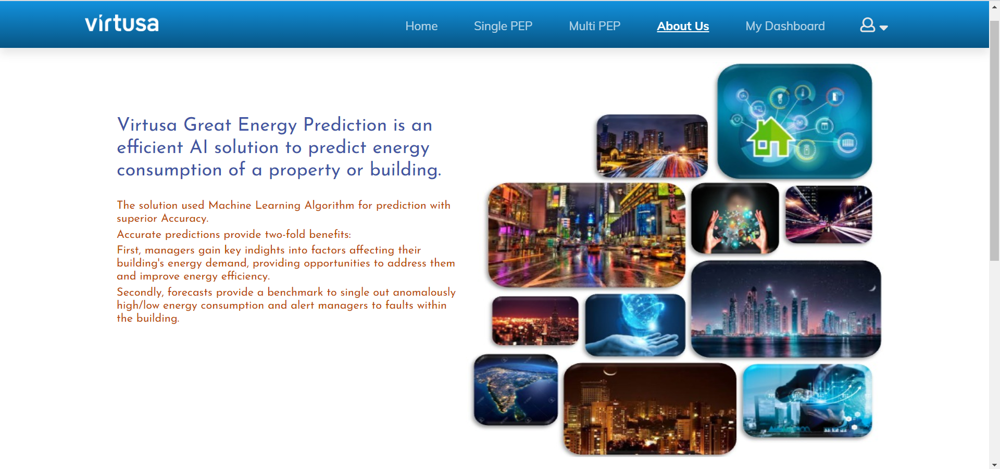 virtusa
Home Single PEP Multi PEP About Us My Dashboard
Virtusa Great Energy Prediction is an
efficient AI solution to predict energy
consumption of a property or building.
The solution used Machine Learning Algorithm for prediction with
superior Accuracy.
Accurate predictions provide two-fold benefits:
First, managers gain key indights into factors affecting their
building's energy demand, providing opportunities to address them
and improve energy efficiency.
Secondly, forecasts provide a benchmark to single out anomalously
high/low energy consumption and alert managers to faults within
the building.